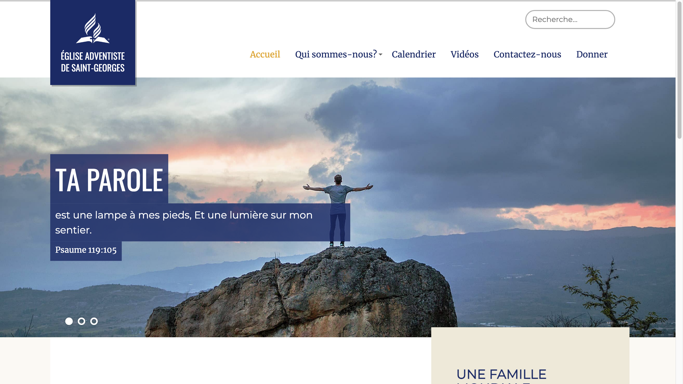 Recherche...
ÉGLISE ADVENTISTE
DE SAINT-GEORGES
Accueil Qui sommes-nous? Calendrier Vidéos Contactez-nous Donner
TA PAROLE
est une lampe à mes pieds, Et une lumière sur mon
sentier.
Psaume 119:105
UNE FAMILLE